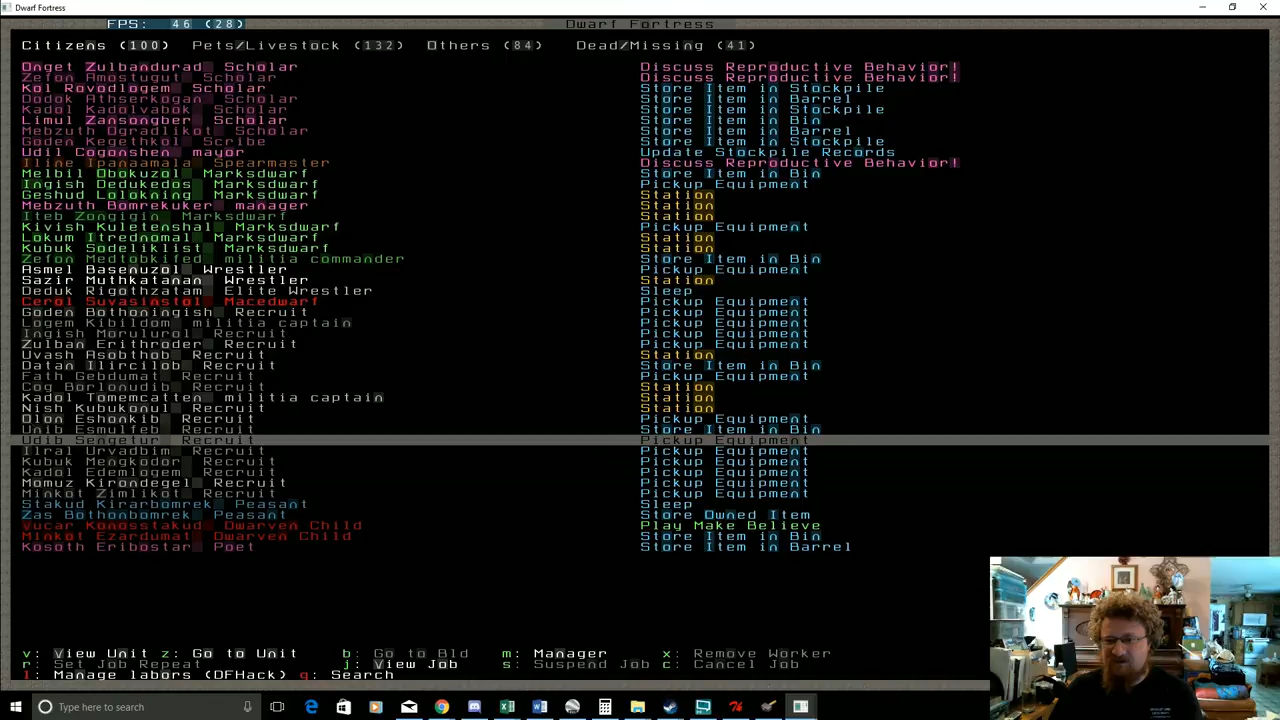 Dwarf Fortress
FPS: 46 (28) Dwarf Fortress
Citizens (100) Pets/Livestock (132) Others (84) Dead/Missing (41)
Onget Zulbandurad Scholar Discuss Reproductive Behavior!
Zefon Amostugut Scholar Discuss Reproductive Behavior!
Kol Rovodlogem Scholar Store Item in Stockpile
Dodok Athserkogan Scholar Store Item in Barrel
Kadol Kadolvabok Scholar Store Item in Stockpile
Limul Zansongber Scholar Store Item in Bin
Mebzuth Ogradlikot Scholar Store Item in Barrel
Goden Kegethkol Scribe Store Item in Stockpile
Udil Cogonshen mayor Update Stockpile Records
Iline Ipanaamala Spearmaster Discuss Reproductive Behavior!
Melbil Obokuzol Marksdwarf Store Item in Bin
Ingish Dedukedos Marksdwarf Pickup Equipment
Geshud Lolokning Marksdwarf Station
Mebzuth Bomrekuker manager Station
Iteb Zongigin Marksdwarf Station
Kivish Kuletenshal Marksdwarf Pickup Equipment
Lokum Itrednomal Marksdwarf Station
Kubuk Sodeliklist Marksdwarf Station
Zefon Medtobkifed militia commander Store Item in Bin
Asmel Basenuzol Wrestler Pickup Equipment
Sazir Muthkatanan Wrestler Station
Deduk Rigothzatam Elite Wrestler Sleep
Cerol Suvasinstol Macedwarf Pickup Equipment
Goden Bothoningish Recruit Pickup Equipment
Logem Kibildom militia captain Pickup Equipment
Ingish Morulurol Recruit Pickup Equipment
Zulban Erithroder Recruit Pickup Equipment
Uvash Asobthob Recruit Station
Datan Ilircilob Recruit Store Item in Bin
Fath Gebdumat Recruit Pickup Equipment
Cog Borlonudib Recruit Station
Kadol Tomemcatten militia captain Station
Nish Kubukonul Recruit Station
Olon Eshonkib Recruit Pickup Equipment
Unib Esmulfeb Recruit Store Item in Bin
Udib Sengetur Recruit Pickup Equipment
Ilral Urvadbim Recruit Pickup Equipment
Kubuk Mengkodor Recruit Pickup Equipment
Kadol Edemlogem Recruit Pickup Equipment
Momuz Kirondegel Recruit Pickup Equipment
Minkot Zimlikot Recruit Pickup Equipment
Stakud Kirarbomrek Peasant Sleep
Zas Bothonbomrek Peasant Store Owned Item
yucar Konosstakud Dwarven Child Play Make Believe
Minkot Ezardumat Dwarven Child Store Item in Bin
Kosoth Eribostar Poet Store Item in Barrel
v: View Unit z: Go to Unit b: Go to Bld m: Manager x: Remove Worker
r: Set Job Repeat j: View Job s: Suspend Job c: Cancel Job
l: Manage labors (DFHack) q: Search
Type here to search